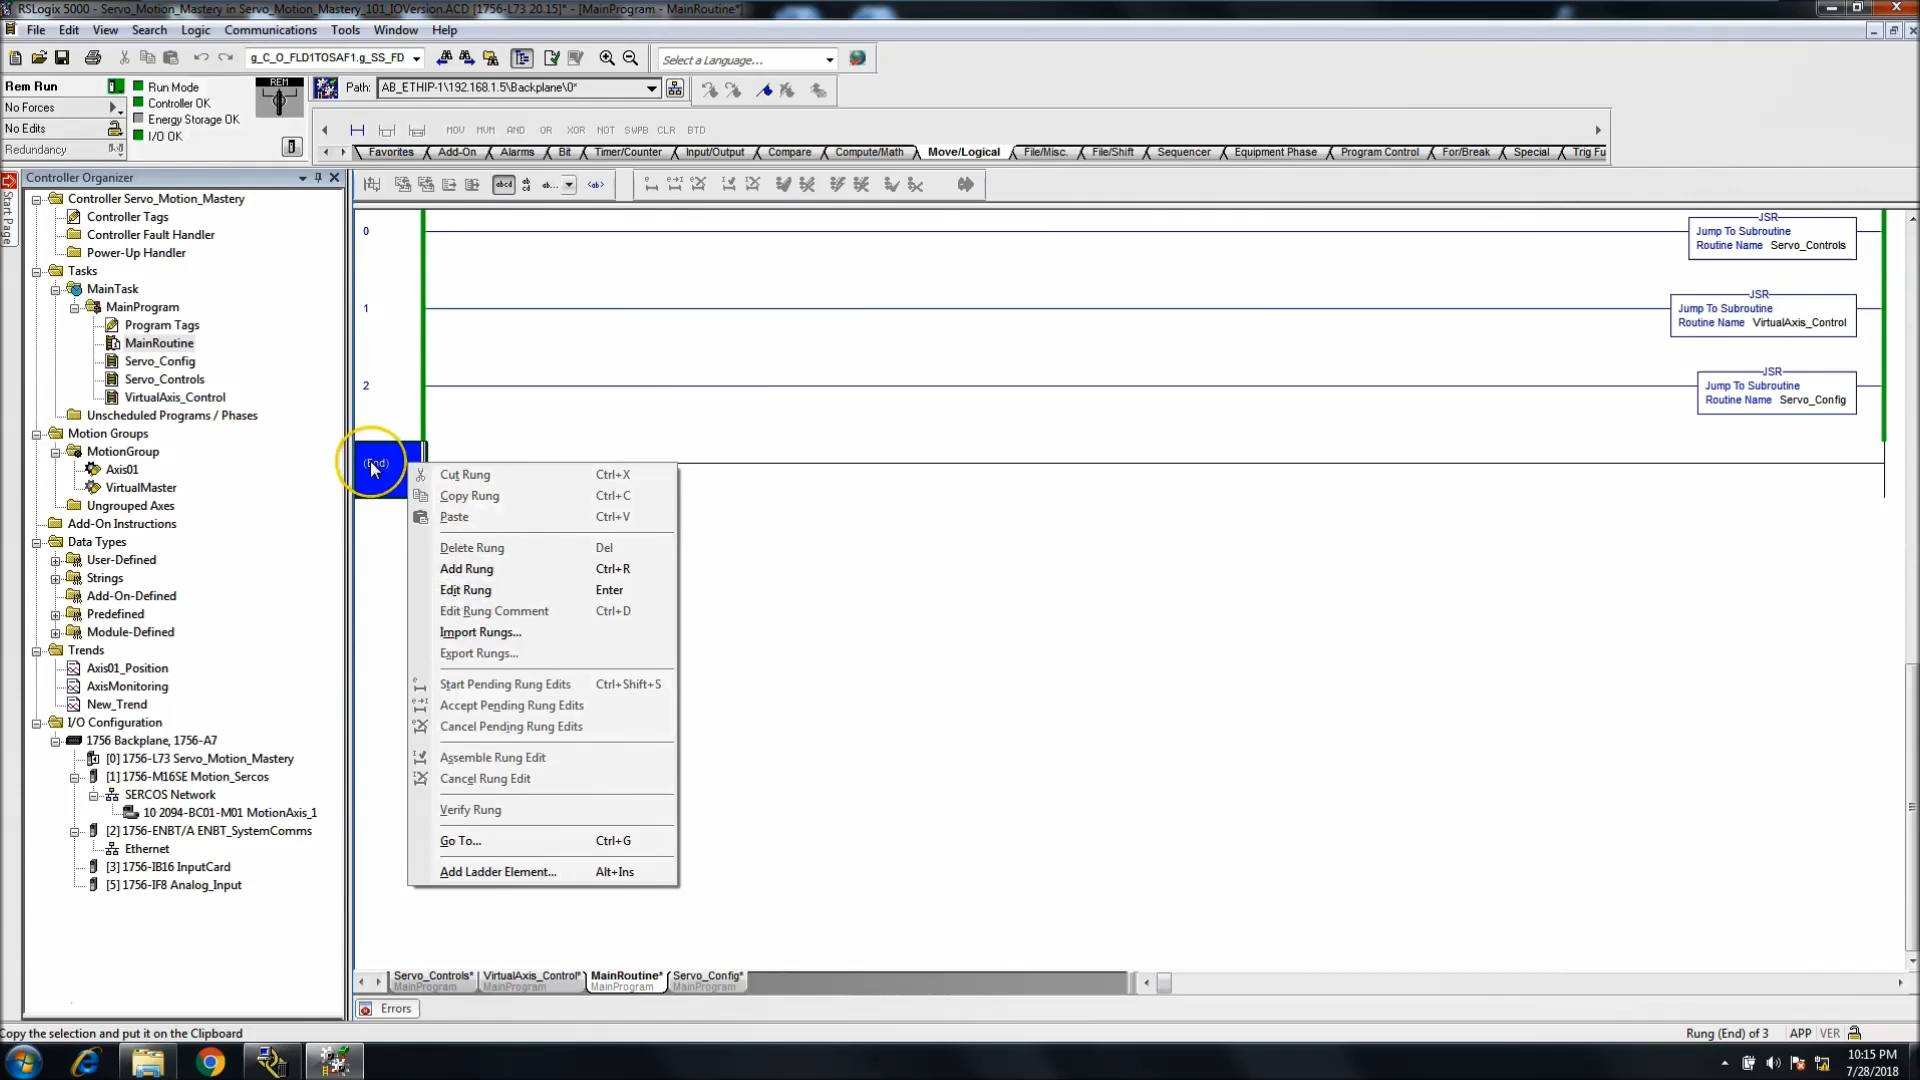 RSLogix 5000 - Servo_Motion_Mastery in Servo_Motion_Mastery_101_IOVersion.ACD [1756-L73 20.15]* - [MainProgram - MainRoutine*]
File Edit View Search Logic Communications Tools Window Help
g_C_O_FLD1TOSAF1.g_SS_FD
Select a Language...
Rem Run
Run Mode
REM
Path: AB_ETHIP-1\192.168.1.5\Backplane\0*
No Forces
Controller OK
Energy Storage OK
No Edits
I/O OK
Redundancy
MOV MVM AND OR XOR NOT SWPB CLR BTD
Favorites Add-On Alarms Bit Timer/Counter Input/Output Compare Compute/Math Move/Logical File/Misc. File/Shift Sequencer Equipment Phase Program Control For/Break Special Trig Fu
Start Page
Controller Organizer
Controller Servo_Motion_Mastery
Controller Tags
Controller Fault Handler
Power-Up Handler
Tasks
MainTask
MainProgram
Program Tags
MainRoutine
Servo_Config
Servo_Controls
VirtualAxis_Control
Unscheduled Programs / Phases
Motion Groups
MotionGroup
Axis01
VirtualMaster
Ungrouped Axes
Add-On Instructions
Data Types
User-Defined
Strings
Add-On-Defined
Predefined
Module-Defined
Trends
Axis01_Position
AxisMonitoring
New_Trend
I/O Configuration
1756 Backplane, 1756-A7
[0] 1756-L73 Servo_Motion_Mastery
[1] 1756-M16SE Motion_Sercos
SERCOS Network
10 2094-BC01-M01 MotionAxis_1
[2] 1756-ENBT/A ENBT_SystemComms
Ethernet
[3] 1756-IB16 InputCard
[5] 1756-IF8 Analog_Input
abcd
ab cd
ab...
<ab>
0
JSR
Jump To Subroutine
Routine Name Servo_Controls
1
JSR
Jump To Subroutine
Routine Name VirtualAxis_Control
2
JSR
Jump To Subroutine
Routine Name Servo_Config
(End)
Cut Rung Ctrl+X
Copy Rung Ctrl+C
Paste Ctrl+V
Delete Rung Del
Add Rung Ctrl+R
Edit Rung Enter
Edit Rung Comment Ctrl+D
Import Rungs...
Export Rungs...
Start Pending Rung Edits Ctrl+Shift+S
Accept Pending Rung Edits
Cancel Pending Rung Edits
Assemble Rung Edit
Cancel Rung Edit
Verify Rung
Go To... Ctrl+G
Add Ladder Element... Alt+Ins
Servo_Controls* VirtualAxis_Control* MainRoutine* Servo_Config*
MainProgram MainProgram MainProgram MainProgram
Errors
Copy the selection and put it on the Clipboard
Rung (End) of 3 APP VER
10:15 PM
7/28/2018